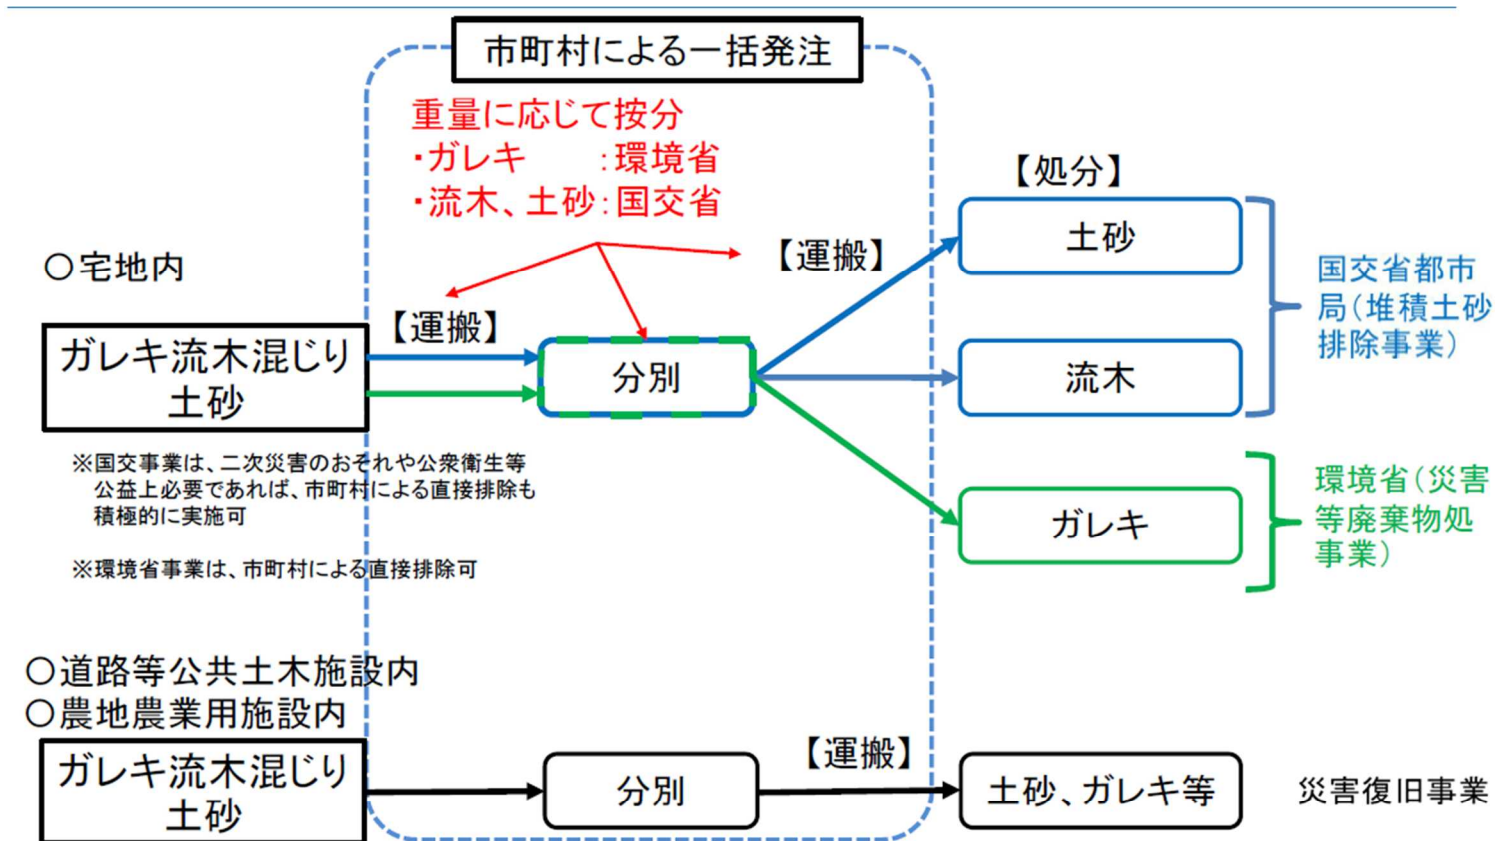 市町村による一括発注
重量に応じて按分
・ガレキ　　：環境省
・流木、土砂：国交省
【処分】
土砂
【運搬】
〇宅地内
国交省都市
局（堆積土砂
排除事業）
【運搬】
ガレキ流木混じり
土砂
分別
流木
※国交事業は、二次災害のおそれや公衆衛生等
公益上必要であれば、市町村による直接排除も
積極的に実施可
※環境省事業は、市町村による直接排除可
ガレキ
環境省（災害
等廃棄物処
事業）
〇道路等公共土木施設内
〇農地農業用施設内
ガレキ流木混じり
土砂
分別
【運搬】
土砂、ガレキ等
災害復旧事業